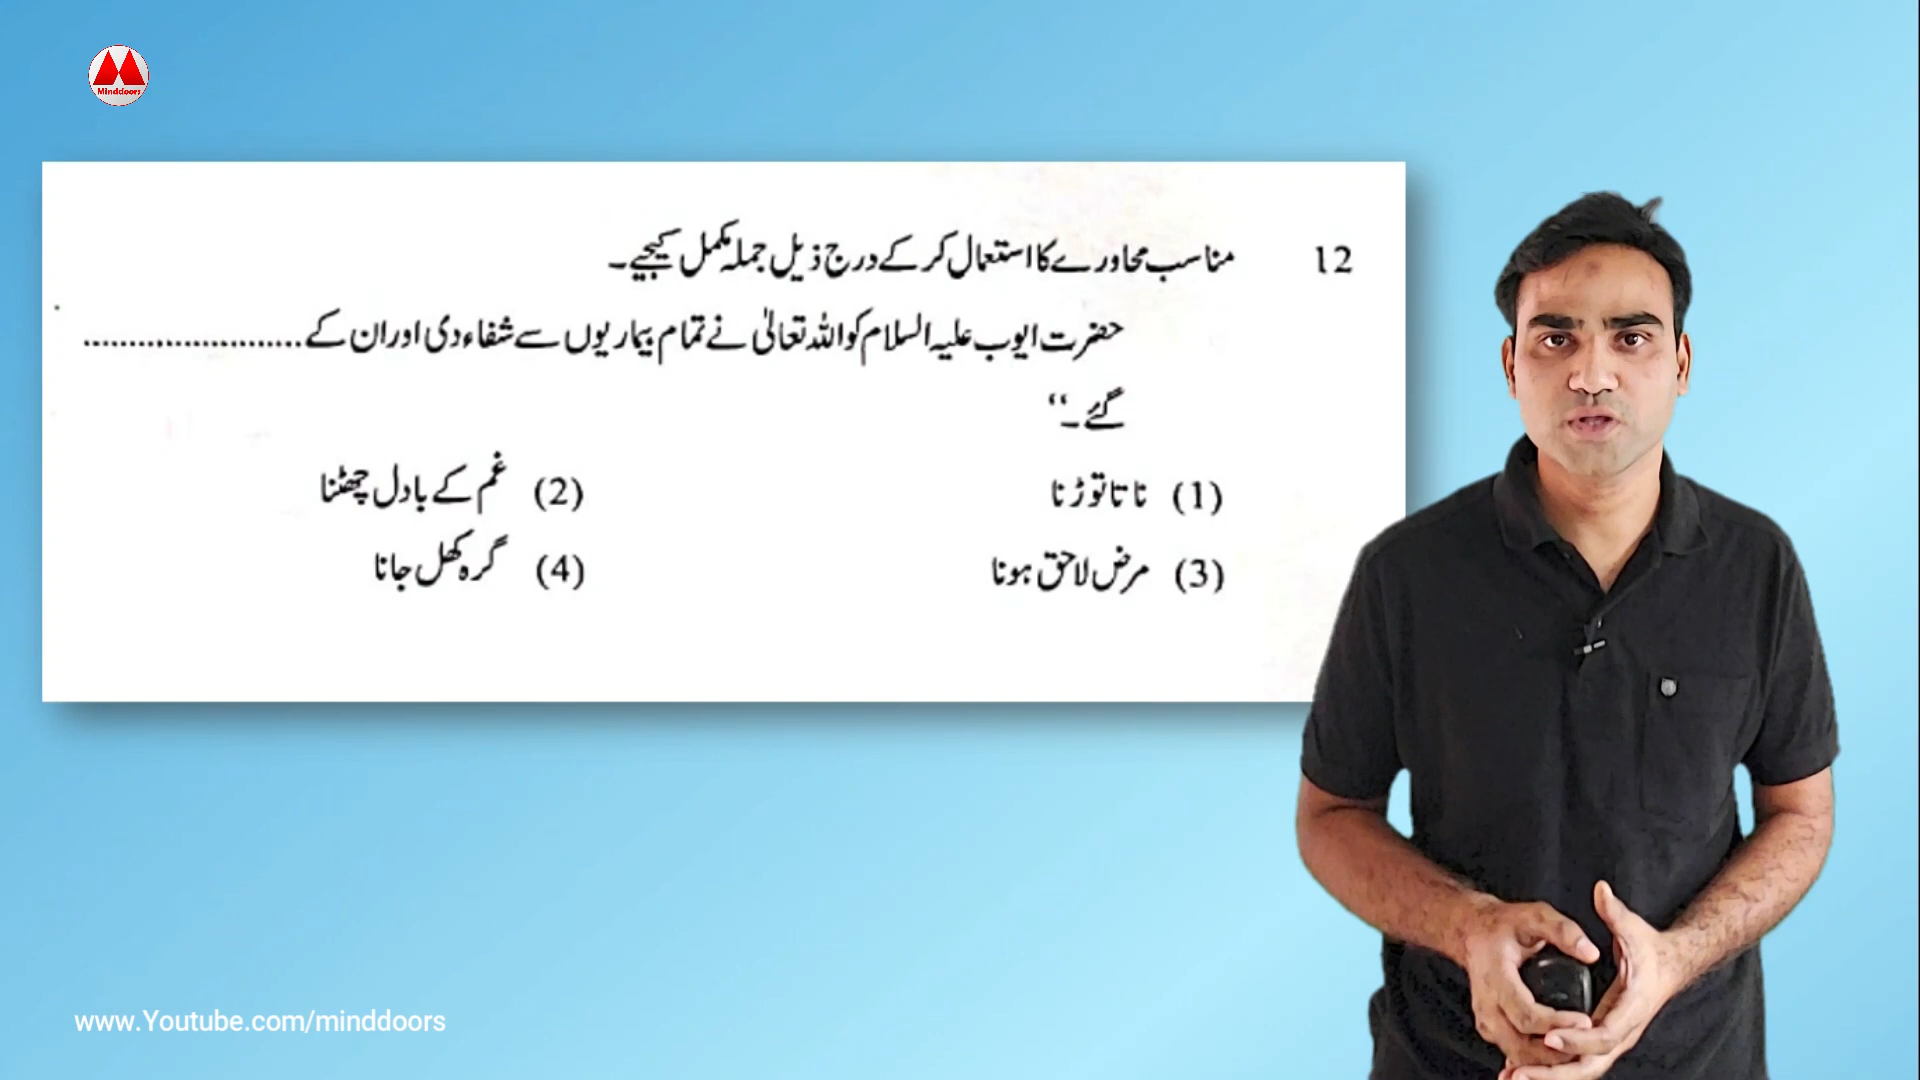 Minddoors
12 مناسب محاورے کا استعمال کر کے درج ذیل جملہ مکمل کیجیے۔
حضرت ایوب علیہ السلام کو اللہ تعالیٰ نے تمام بیماریوں سے شفاء دی اور ان کے ........................
گئے۔“
(1) ناتا توڑنا (2) غم کے بادل چھٹنا
(3) مرض لاحق ہونا (4) گرہ کھل جانا
www.Youtube.com/minddoors